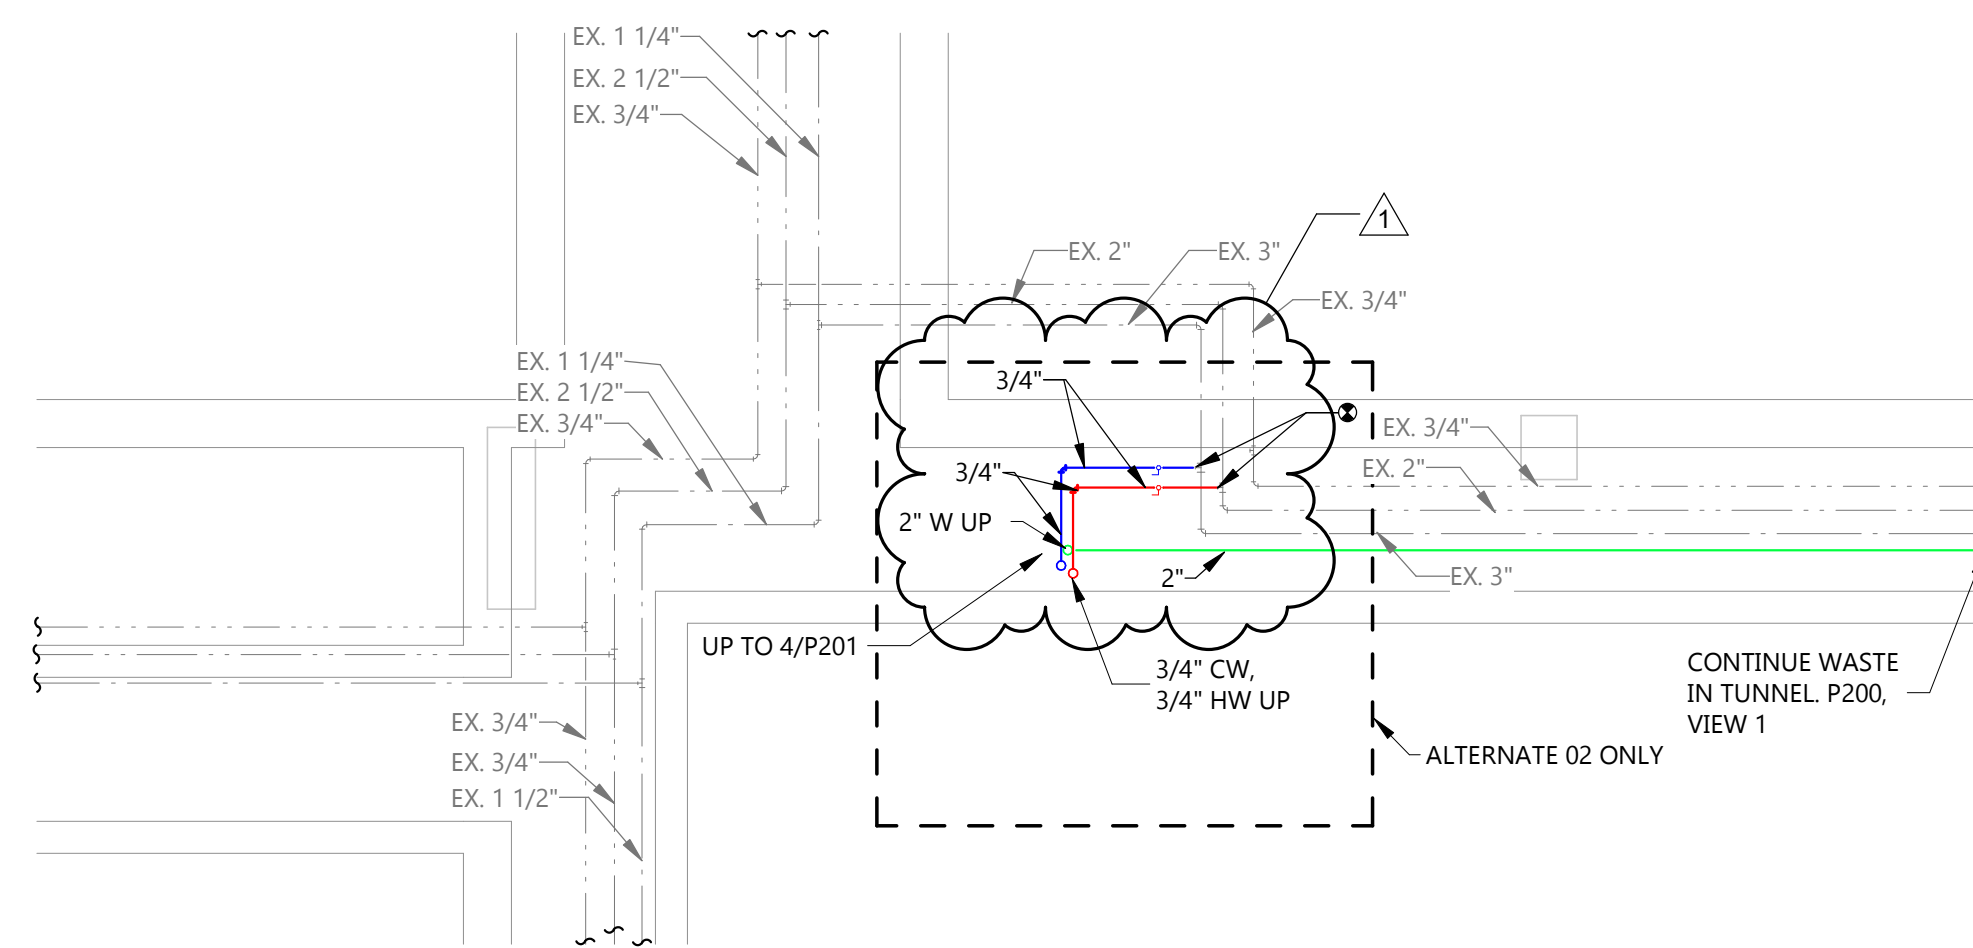 EX. 1 1/4"
EX. 2 1/2"
EX. 3/4"
1
EX. 2"
EX. 3"
EX. 3/4"
EX. 1 1/4"
EX. 2 1/2"
EX. 3/4"
3/4"
EX. 3/4"
EX. 2"
3/4"
2" W UP
2"
EX. 3"
UP TO 4/P201
3/4" CW,
3/4" HW UP
CONTINUE WASTE
IN TUNNEL. P200,
VIEW 1
EX. 3/4"
EX. 3/4"
EX. 1 1/2"
ALTERNATE 02 ONLY